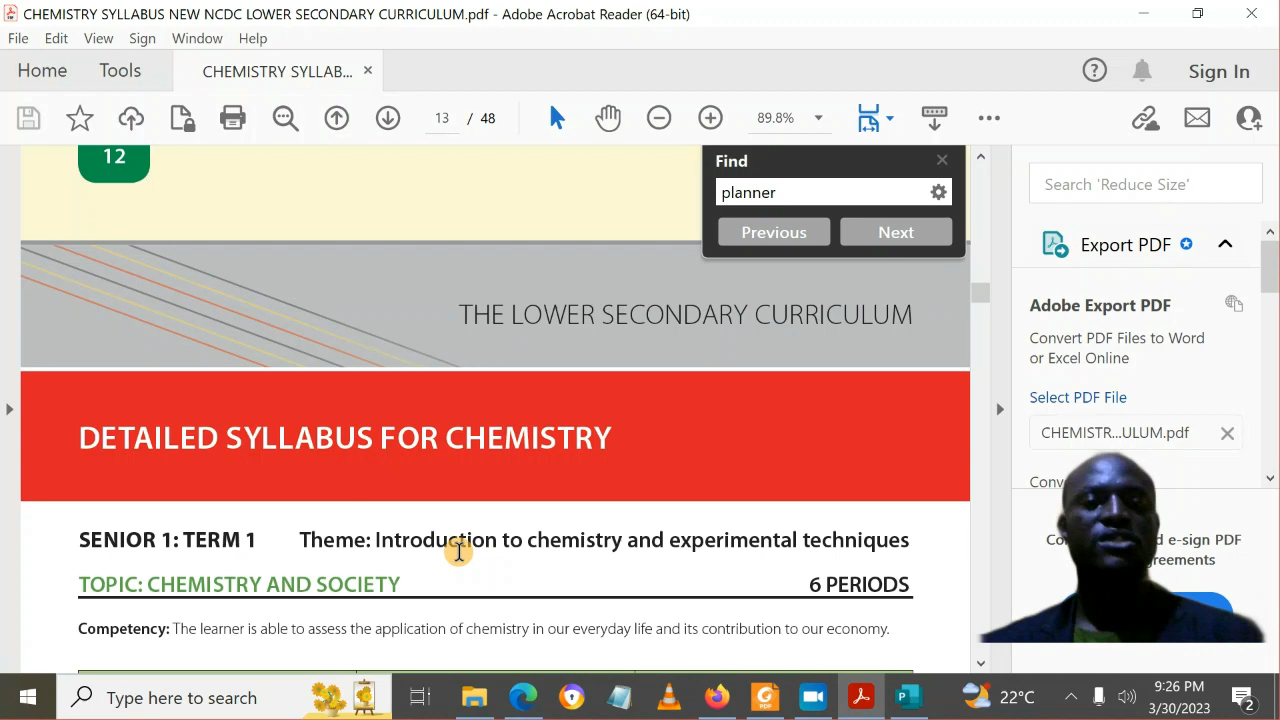 CHEMISTRY SYLLABUS NEW NCDC LOWER SECONDARY CURRICULUM.pdf - Adobe Acrobat Reader (64-bit)
File Edit View Sign Window Help
Home Tools CHEMISTRY SYLLAB... × Sign In
13 / 48 89.8%
12
Find
planner
Previous Next
THE LOWER SECONDARY CURRICULUM
DETAILED SYLLABUS FOR CHEMISTRY
SENIOR 1: TERM 1 Theme: Introduction to chemistry and experimental techniques
TOPIC: CHEMISTRY AND SOCIETY 6 PERIODS
Competency: The learner is able to assess the application of chemistry in our everyday life and its contribution to our economy.
Search 'Reduce Size'
Export PDF
Adobe Export PDF
Convert PDF Files to Word
or Excel Online
Select PDF File
CHEMISTR...ULUM.pdf
Conv
d e-sign PDF
reements
Type here to search
22°C
9:26 PM
3/30/2023
2